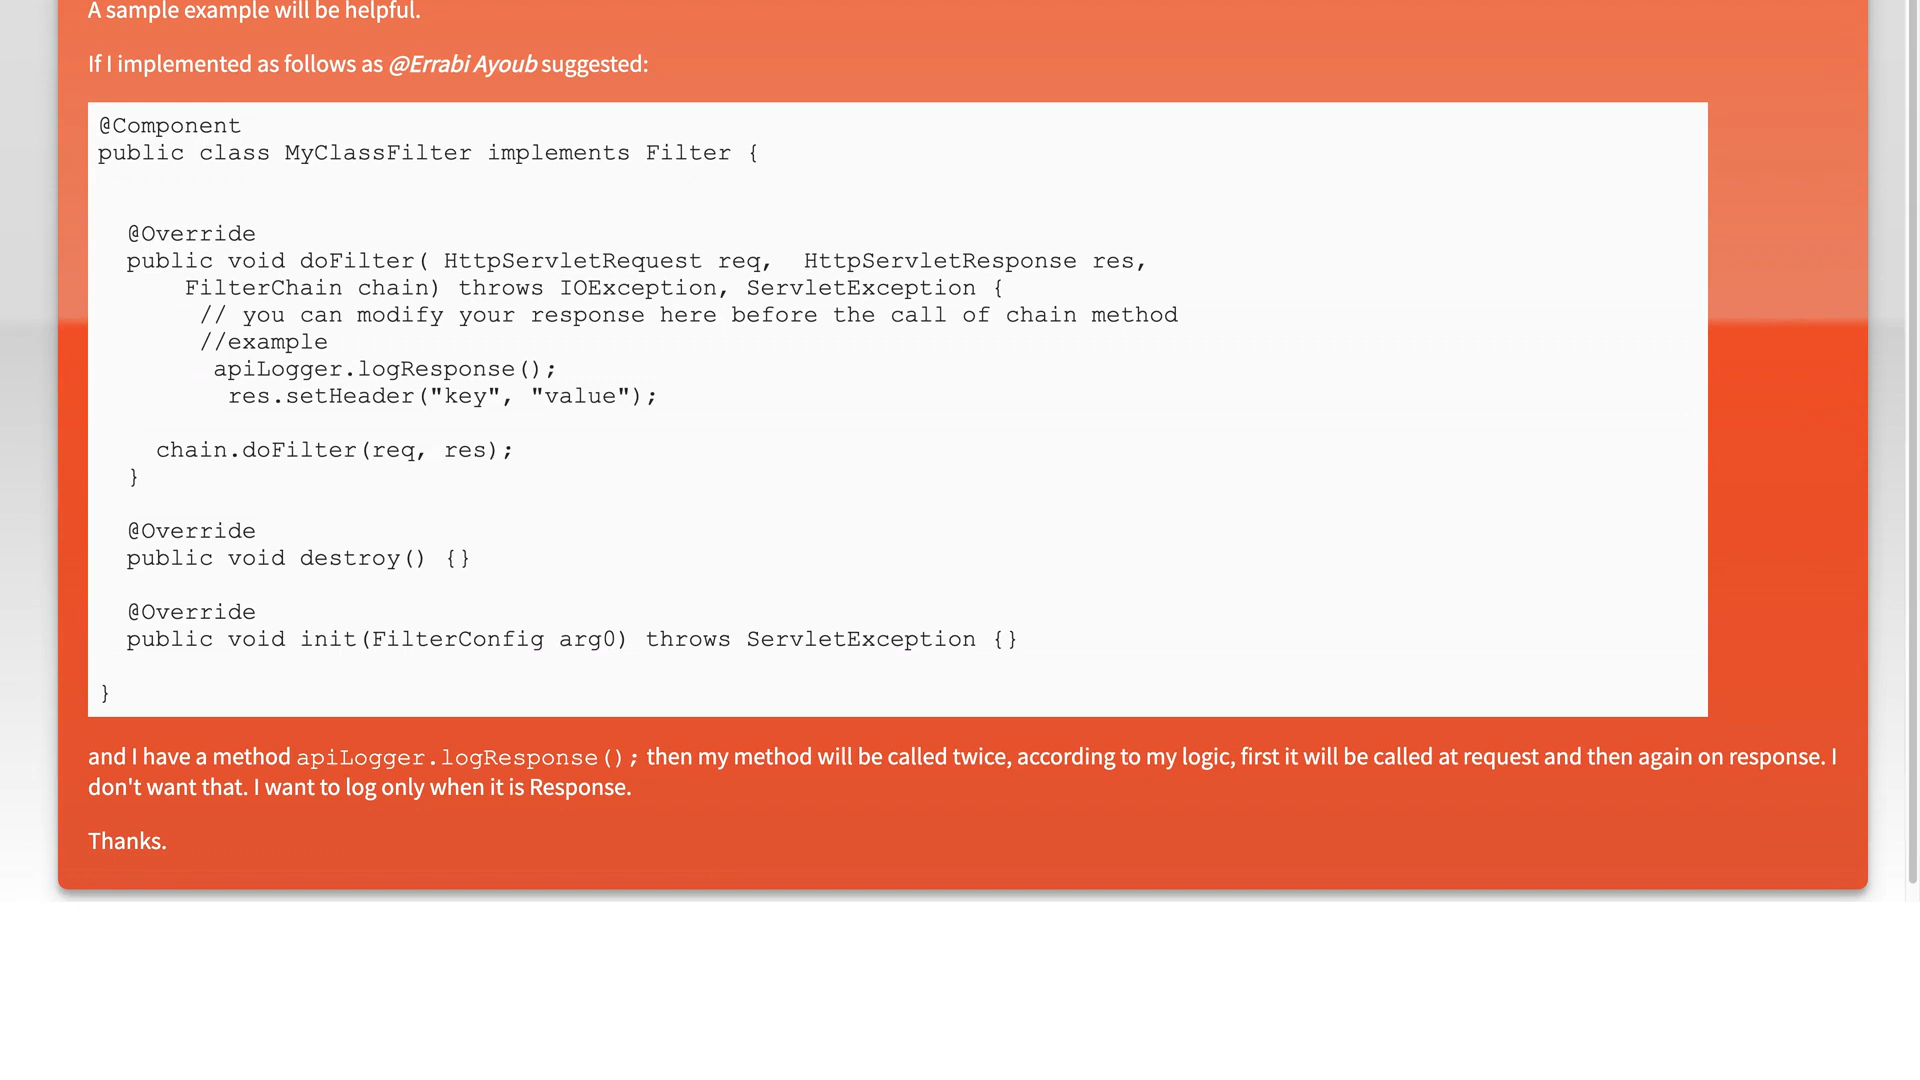 A sample example will be helpful.
If I implemented as follows as @Errabi Ayoub suggested:
@Component
public class MyClassFilter implements Filter {
@Override
public void doFilter( HttpServletRequest req,  HttpServletResponse res,
FilterChain chain) throws IOException, ServletException {
// you can modify your response here before the call of chain method
//example
apiLogger.logResponse();
res.setHeader("key", "value");
chain.doFilter(req, res);
}
@Override
public void destroy() {}
@Override
public void init(FilterConfig arg0) throws ServletException {}
}
and I have a method apiLogger.logResponse(); then my method will be called twice, according to my logic, first it will be called at request and then again on response. I
don't want that. I want to log only when it is Response.
Thanks.